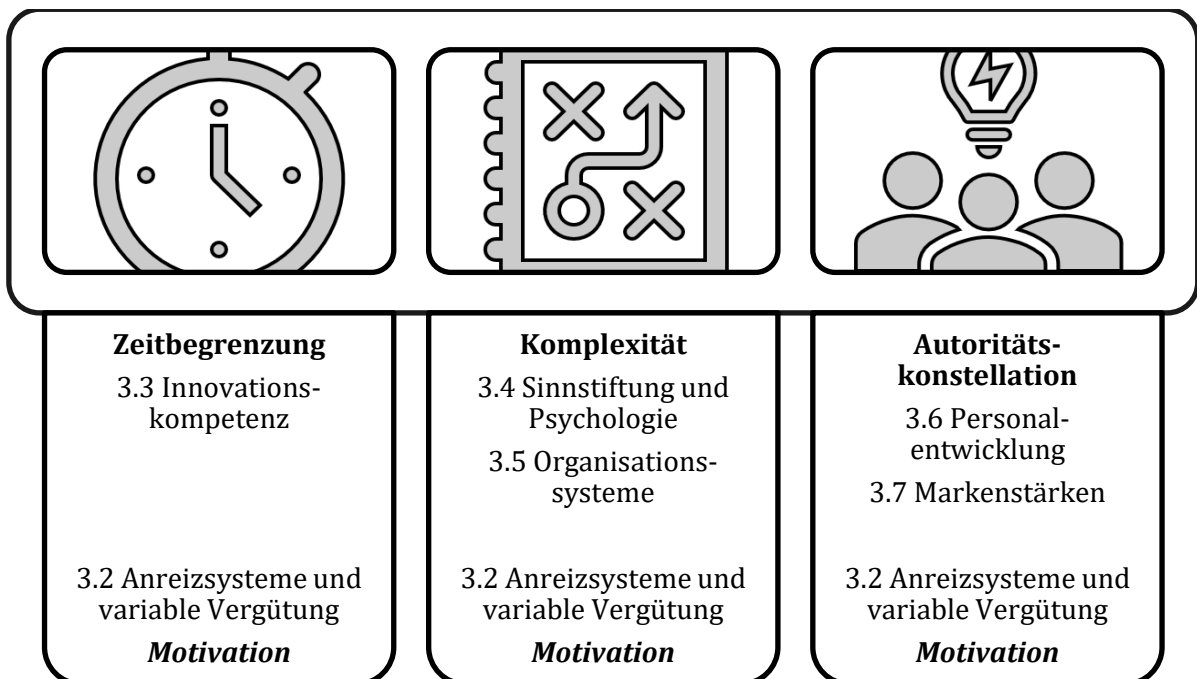 Zeitbegrenzung
3.3 Innovations-
kompetenz
3.2 Anreizsysteme und
variable Vergütung
Motivation
Komplexität
3.4 Sinnstiftung und
Psychologie
3.5 Organisations-
systeme
3.2 Anreizsysteme und
variable Vergütung
Motivation
Autoritäts-
konstellation
3.6 Personal-
entwicklung
3.7 Markenstärken
3.2 Anreizsysteme und
variable Vergütung
Motivation